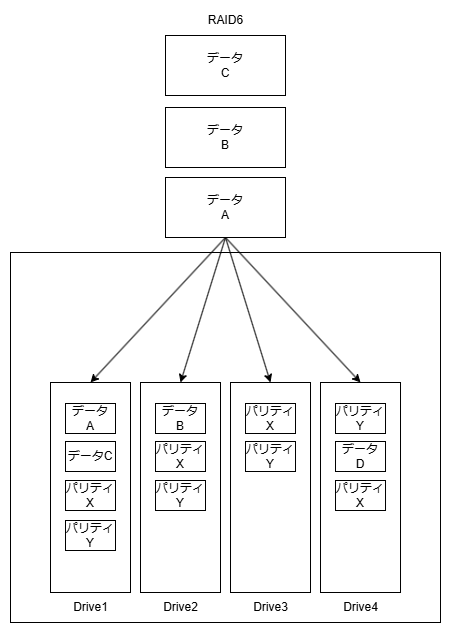 RAID6
データ
C
データ
B
データ
A
データ
A
データC
パリティ
X
パリティ
Y
データ
B
パリティ
X
パリティ
Y
パリティ
X
パリティ
Y
パリティ
Y
データ
D
パリティ
X
Drive1
Drive2
Drive3
Drive4